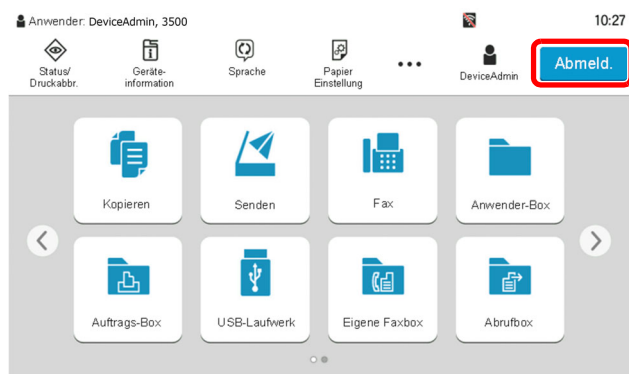 Anwender: DeviceAdmin, 3500
10:27
Status/
Druckabbr.
Geräte-
information
Sprache
Papier
Einstellung
DeviceAdmin
Abmeld.
Kopieren
Senden
Fax
Anwender-Box
Auftrags-Box
USB-Laufwerk
Eigene Faxbox
Abrufbox